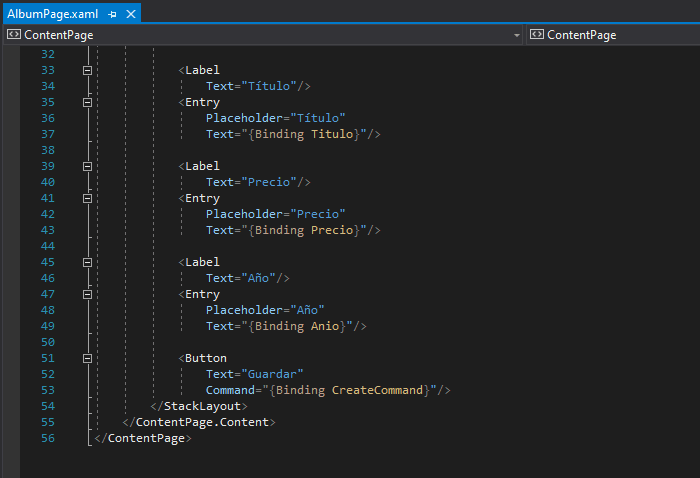 AlbumPage.xaml
ContentPage ContentPage
32
33 <Label
34 Text="Título"/>
35 <Entry
36 Placeholder="Título"
37 Text="{Binding Titulo}"/>
38
39 <Label
40 Text="Precio"/>
41 <Entry
42 Placeholder="Precio"
43 Text="{Binding Precio}"/>
44
45 <Label
46 Text="Año"/>
47 <Entry
48 Placeholder="Año"
49 Text="{Binding Anio}"/>
50
51 <Button
52 Text="Guardar"
53 Command="{Binding CreateCommand}"/>
54 </StackLayout>
55 </ContentPage.Content>
56 </ContentPage>